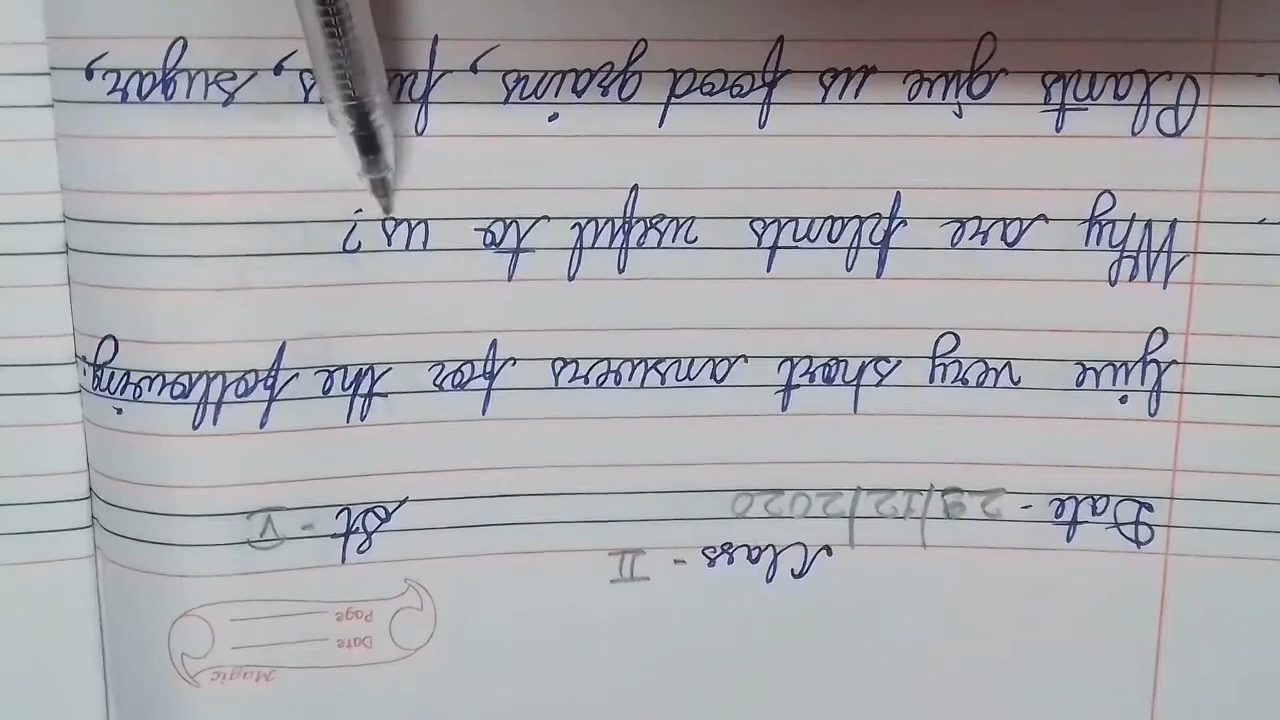 Magic
Date
Page
Class - II
Date - 29/12/2020 St - V
Give very short answers for the following:
Why are plants useful to us?
Plants give us food grains, sugar,